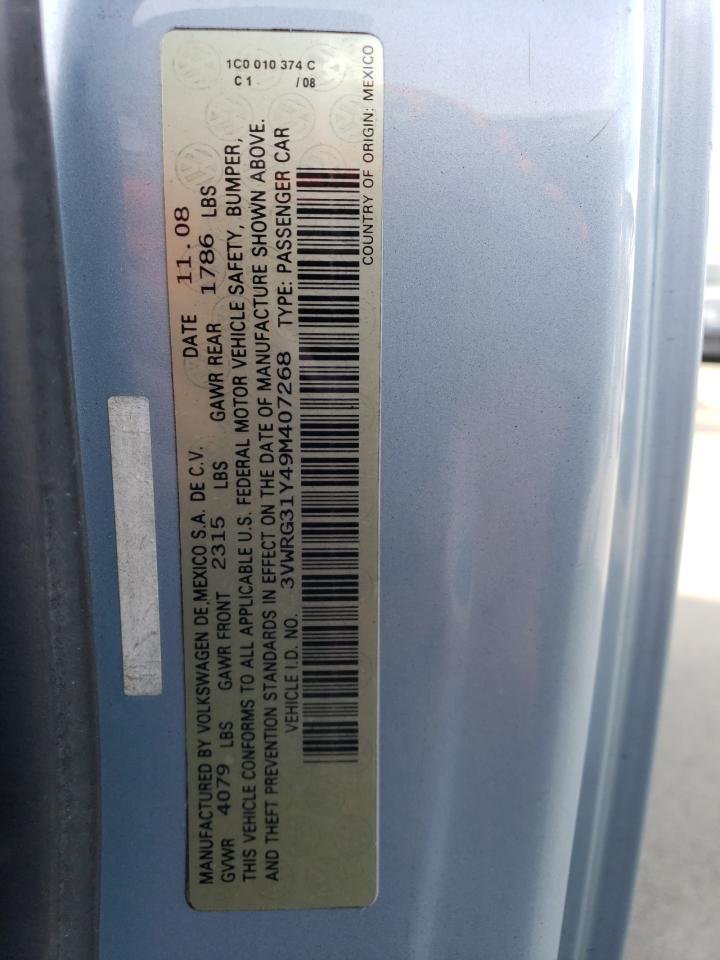 MANUFACTURED BY VOLKSWAGEN DE,MEXICO S.A. DE C.V. DATE 11.08
GVWR 4079 LBS GAWR FRONT 2315 LBS GAWR REAR 1786 LBS
1C0 010 374 C
C 1 / 08
THIS VEHICLE CONFORMS TO ALL APPLICABLE U.S. FEDERAL MOTOR VEHICLE SAFETY, BUMPER,
AND THEFT PREVENTION STANDARDS IN EFFECT ON THE DATE OF MANUFACTURE SHOWN ABOVE.
VEHICLE I.D. NO. 3VWRG31Y49M407268 TYPE: PASSENGER CAR
COUNTRY OF ORIGIN: MEXICO